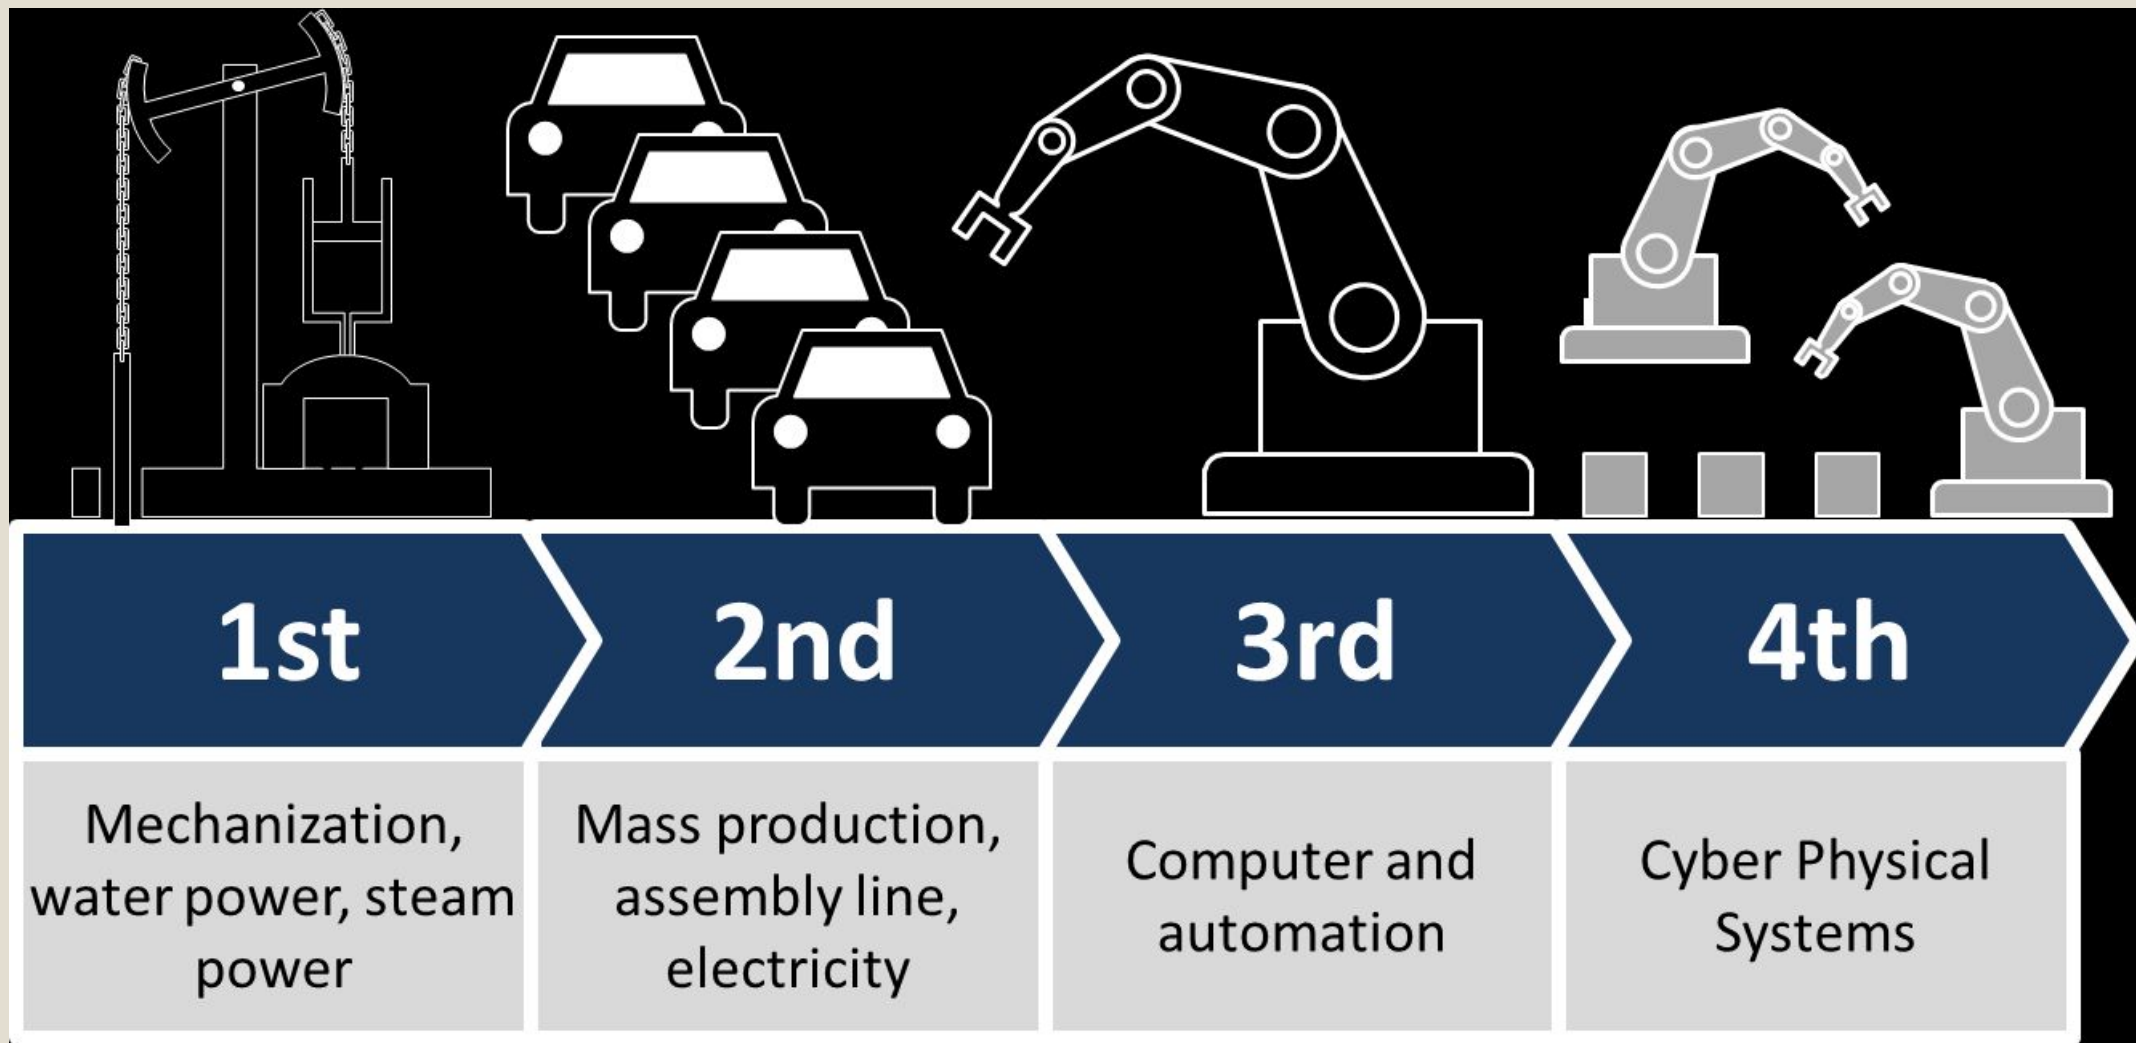 1st
2nd
3rd
4th
Mechanization,
water power, steam
power
Mass production,
assembly line,
electricity
Computer and
automation
Cyber Physical
Systems